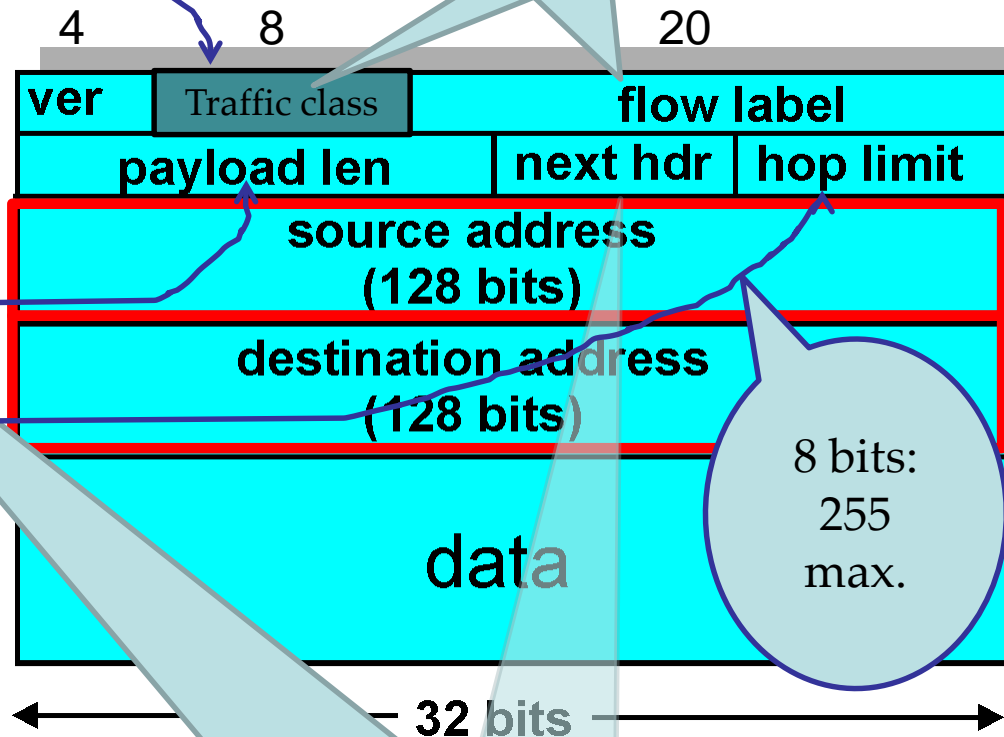 4 8 20
ver Traffic class flow label
payload len next hdr hop limit
source address
(128 bits)
destination address
(128 bits)
8 bits:
255
max.
data
32 bits